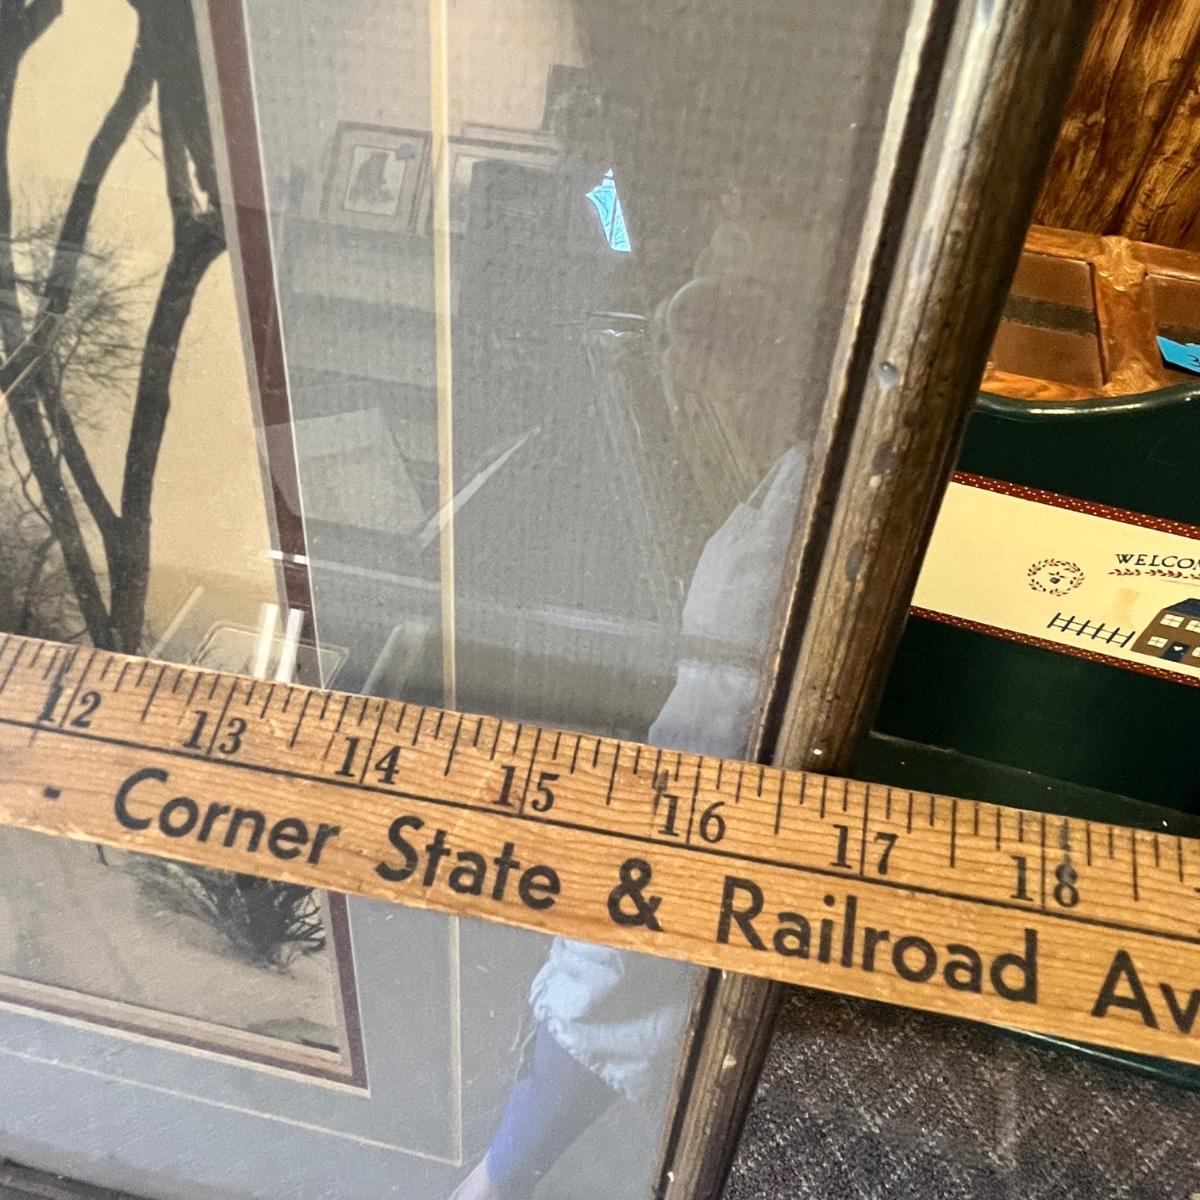 WELCO
12 13 14 15 16 17 18
- Corner State & Railroad Av